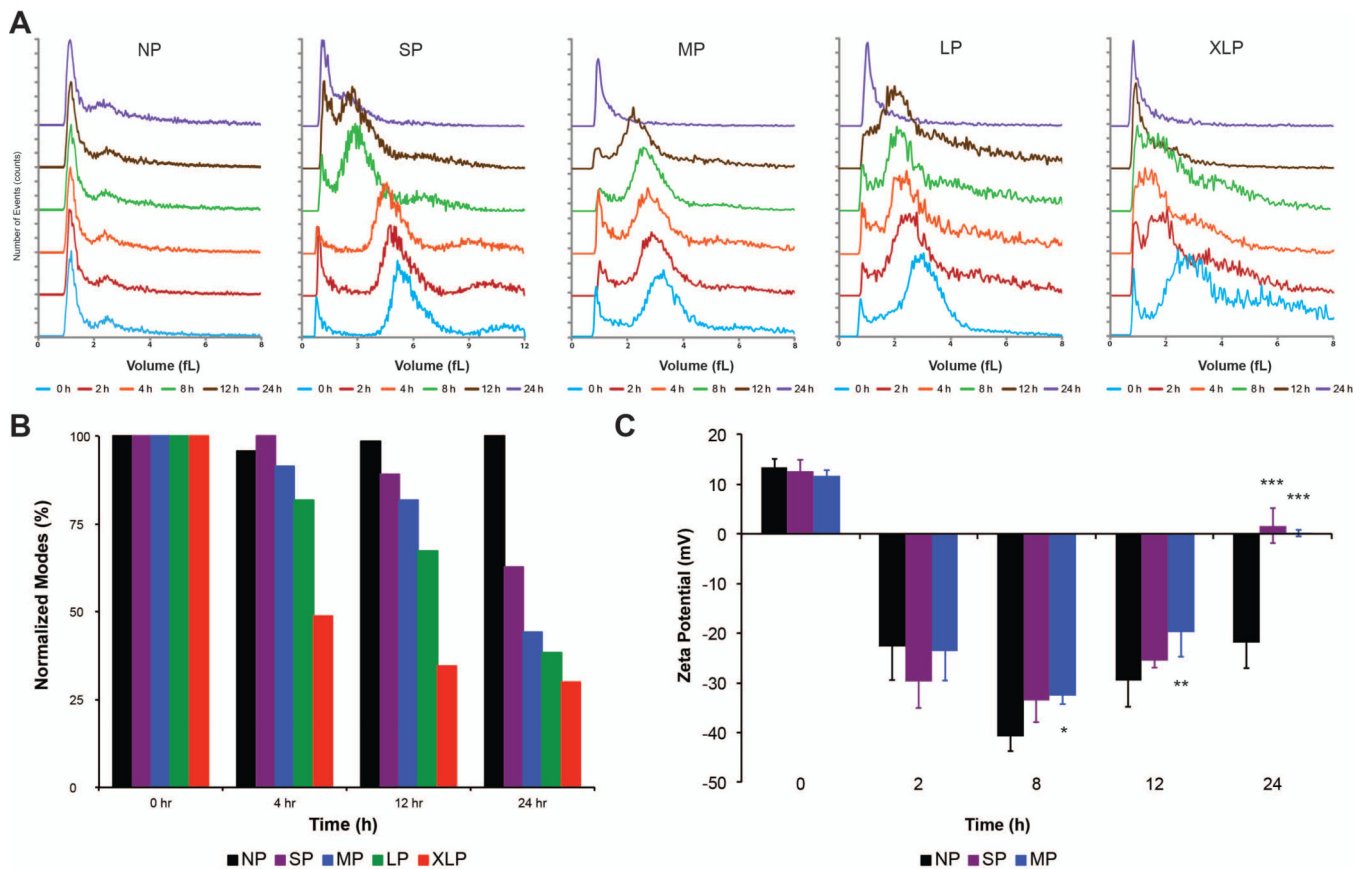 A
NP
SP
MP
LP
XLP
Number of Events (counts)
0 2 4 6 8
0 3 6 9 12
0 2 4 6 8
0 2 4 6 8
0 2 4 6 8
Volume (fL)
Volume (fL)
Volume (fL)
Volume (fL)
Volume (fL)
0 h 2 h 4 h 8 h 12 h 24 h
0 h 2 h 4 h 8 h 12 h 24 h
0 h 2 h 4 h 8 h 12 h 24 h
0 h 2 h 4 h 8 h 12 h 24 h
0 h 2 h 4 h 8 h 12 h 24 h
B
Normalized Modes (%)
100
75
50
25
0
0 hr 4 hr 12 hr 24 hr
Time (h)
NP SP MP LP XLP
C
Zeta Potential (mV)
20
10
0
-10
-20
-30
-40
-50
***
***
**
*
0 2 8 12 24
Time (h)
NP SP MP